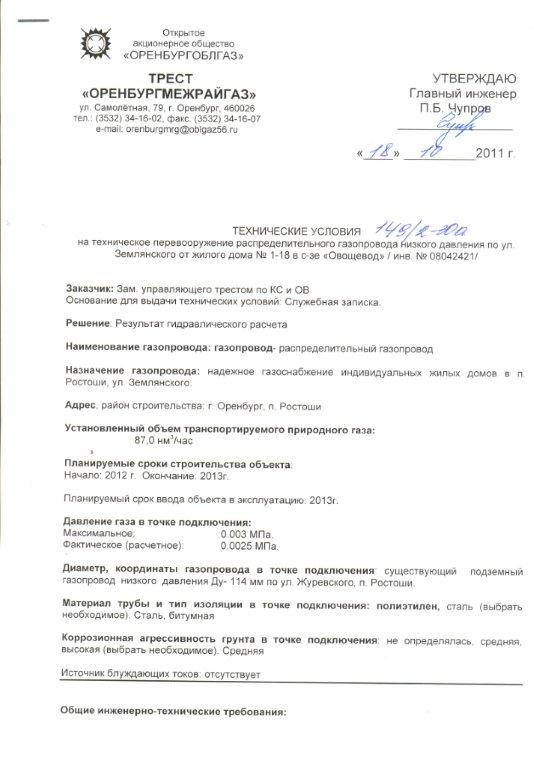 Открытое
акционерное общество
«ОРЕНБУРГОБЛГАЗ»
ТРЕСТ
«ОРЕНБУРГМЕЖРАЙГАЗ»
ул. Самолётная, 79, г. Оренбург, 460026
тел.: (3532) 34-16-02, факс. (3532) 34-16-07
e-mail: orenburgmrg@oblgaz56.ru
УТВЕРЖДАЮ
Главный инженер
П.Б. Чупров
«18» 10 2011 г.
ТЕХНИЧЕСКИЕ УСЛОВИЯ 149/2-20а
на техническое перевооружение распределительного газопровода низкого давления по ул.
Землянского от жилого дома № 1-18 в с-зе «Овощевод» / инв. № 08042421/
Заказчик: Зам. управляющего трестом по КС и ОВ
Основание для выдачи технических условий: Служебная записка.
Решение: Результат гидравлического расчета
Наименование газопровода: газопровод- распределительный газопровод
Назначение газопровода: надежное газоснабжение индивидуальных жилых домов в п.
Ростоши, ул. Землянского.
Адрес, район строительства: г. Оренбург, п. Ростоши
Установленный объем транспортируемого природного газа:
87,0 нм³/час
Планируемые сроки строительства объекта:
Начало: 2012 г. Окончание: 2013г.
Планируемый срок ввода объекта в эксплуатацию: 2013г.
Давление газа в точке подключения:
Максимальное: 0.003 МПа.
Фактическое (расчетное): 0.0025 МПа.
Диаметр, координаты газопровода в точке подключения: существующий подземный
газопровод низкого давления Ду- 114 мм по ул. Журевского, п. Ростоши.
Материал трубы и тип изоляции в точке подключения: полиэтилен, сталь (выбрать
необходимое). Сталь, битумная
Коррозионная агрессивность грунта в точке подключения: не определялась, средняя,
высокая (выбрать необходимое). Средняя
Источник блуждающих токов: отсутствует
Общие инженерно-технические требования: